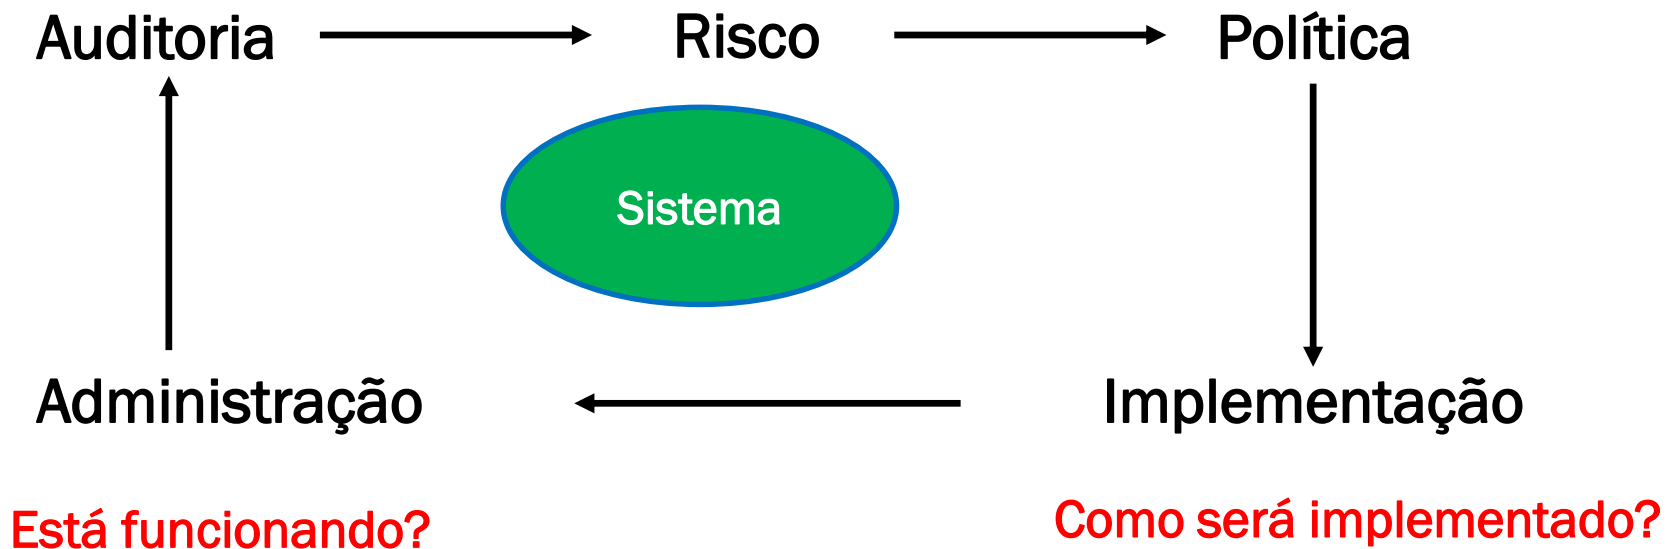 Auditoria
Risco
Política
Sistema
Administração
Implementação
Está funcionando?
Como será implementado?